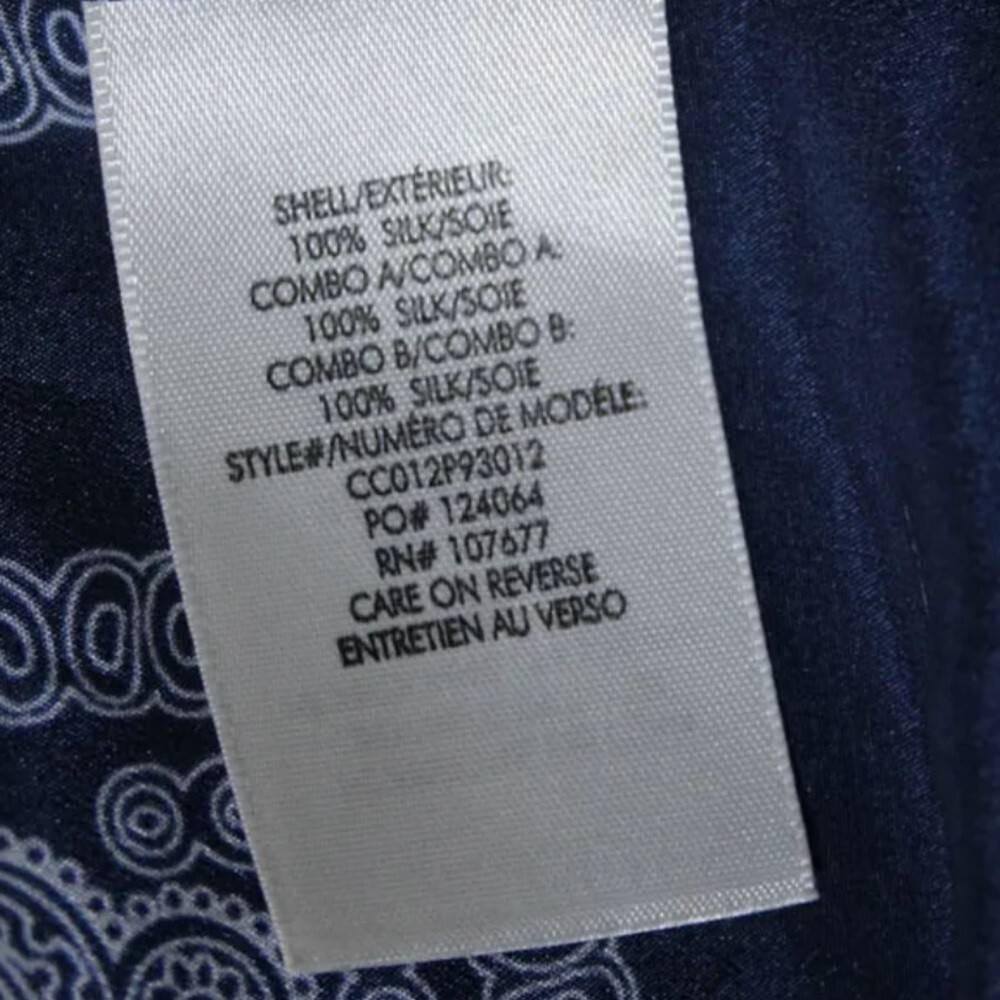 SHELL/EXTÉRIEUR:
100% SILK/SOIE
COMBO A/COMBO A:
100% SILK/SOIE
COMBO B/COMBO B:
100% SILK/SOIE
STYLE#/NUMÉRO DE MODÉLE:
CC012P93012
PO# 124064
RN# 107677
CARE ON REVERSE
ENTRETIEN AU VERSO